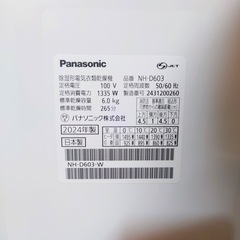 Panasonic
JET
除湿形電気衣類乾燥機 品番 NH-D603
定格電圧 100 V 定格周波数 50/60 Hz
定格消費電力 1335 W 製造番号 2431200260
標準乾燥容量 6.0 kg
標準乾燥時間 265分
パナソニック株式会社
2024年製
日本製
NH-D603-W